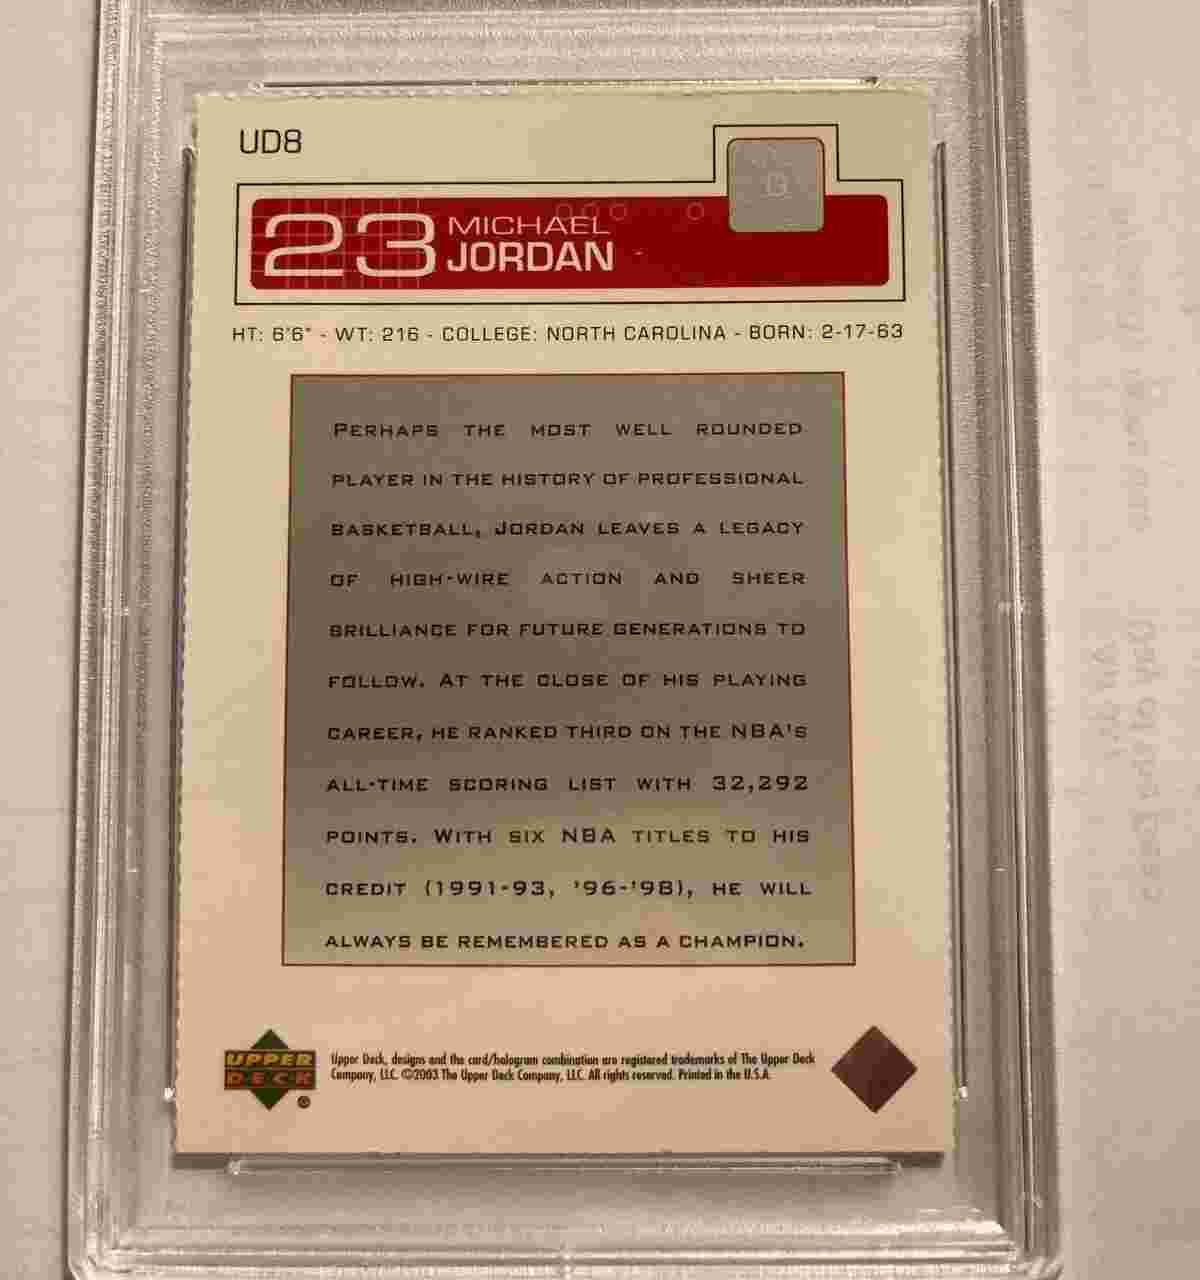 UD8
23 MICHAEL
JORDAN
G
HT: 6'6" - WT: 216 - COLLEGE: NORTH CAROLINA - BORN: 2-17-63
PERHAPS THE MOST WELL ROUNDED
PLAYER IN THE HISTORY OF PROFESSIONAL
BASKETBALL, JORDAN LEAVES A LEGACY
OF HIGH-WIRE ACTION AND SHEER
BRILLIANCE FOR FUTURE GENERATIONS TO
FOLLOW. AT THE CLOSE OF HIS PLAYING
CAREER, HE RANKED THIRD ON THE NBA'S
ALL-TIME SCORING LIST WITH 32,292
POINTS. WITH SIX NBA TITLES TO HIS
CREDIT (1991-93, '96-'98), HE WILL
ALWAYS BE REMEMBERED AS A CHAMPION.
UPPER
DECK
®
Upper Deck, designs and the card/hologram combination are registered trademarks of The Upper Deck
Company, LLC. ©2003 The Upper Deck Company, LLC. All rights reserved. Printed in the U.S.A.